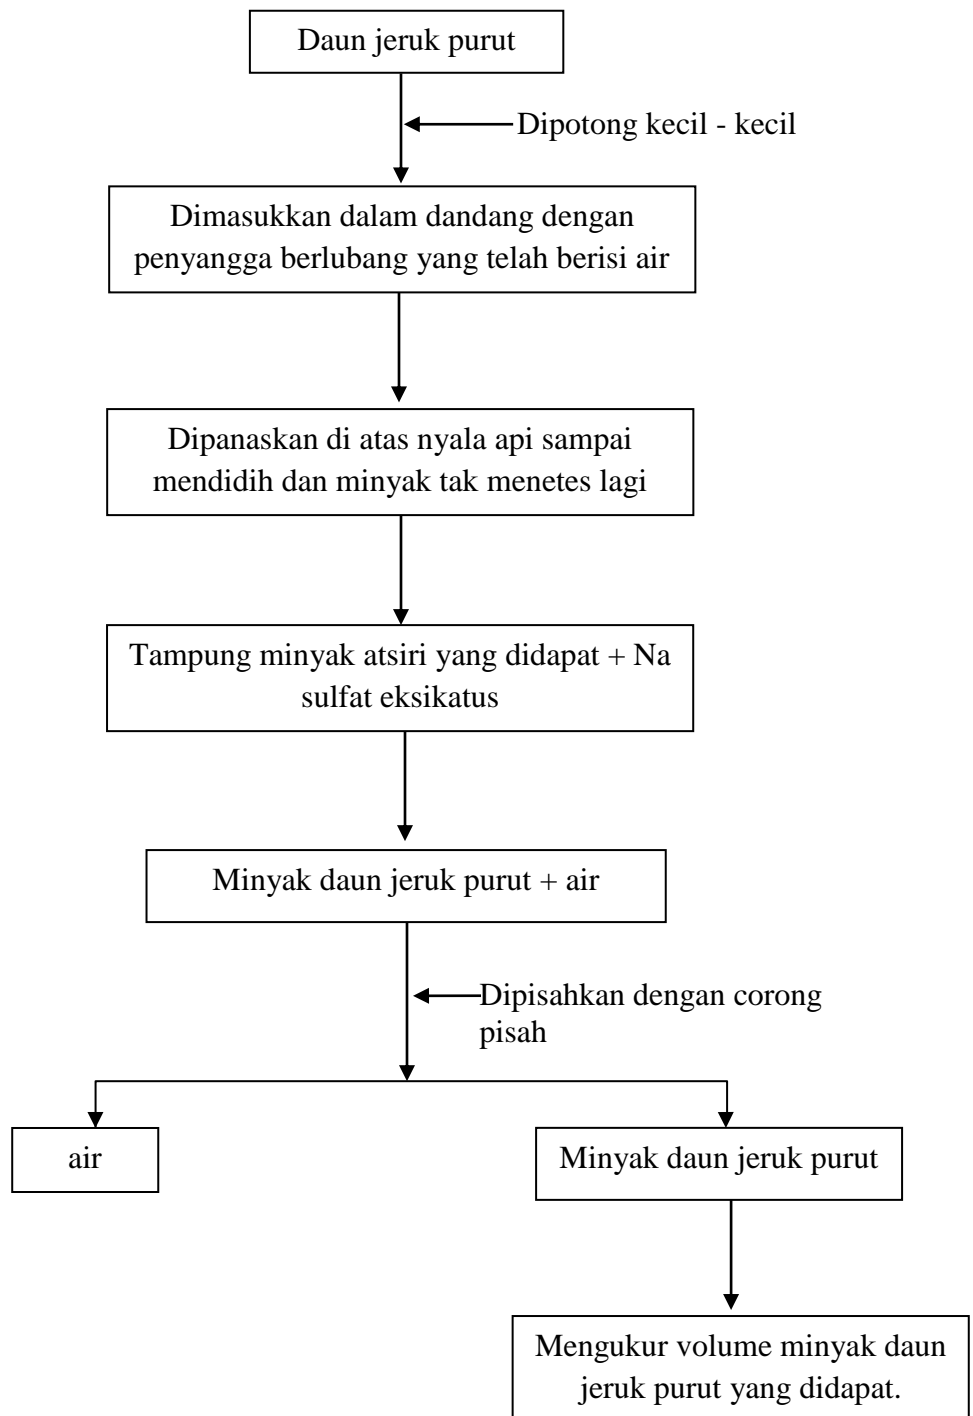 Daun jeruk purut
Dipotong kecil - kecil
Dimasukkan dalam dandang dengan
penyangga berlubang yang telah berisi air
Dipanaskan di atas nyala api sampai
mendidih dan minyak tak menetes lagi
Tampung minyak atsiri yang didapat + Na
sulfat eksikatus
Minyak daun jeruk purut + air
Dipisahkan dengan corong
pisah
air
Minyak daun jeruk purut
Mengukur volume minyak daun
jeruk purut yang didapat.